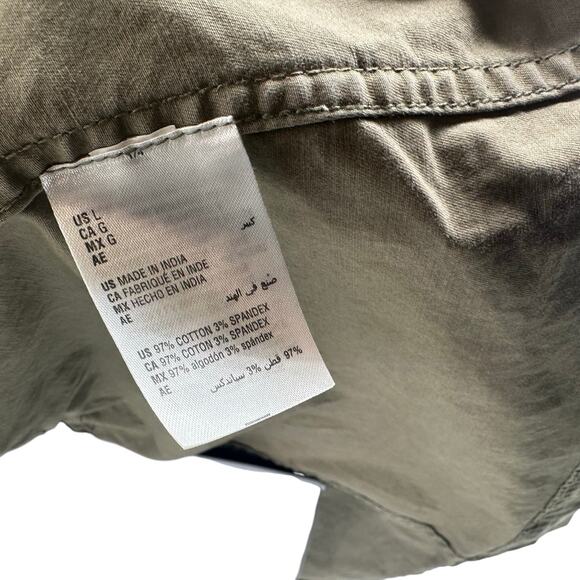 US L
CA G
MX G
AE كبير
US MADE IN INDIA
CA FABRIQUÉ EN INDE
MX HECHO EN INDIA
AE صنع في الهند
US 97% COTTON 3% SPANDEX
CA 97% COTON 3% SPANDEX
MX 97% algodón 3% spándex
AE 97% قطن 3% سباندكس